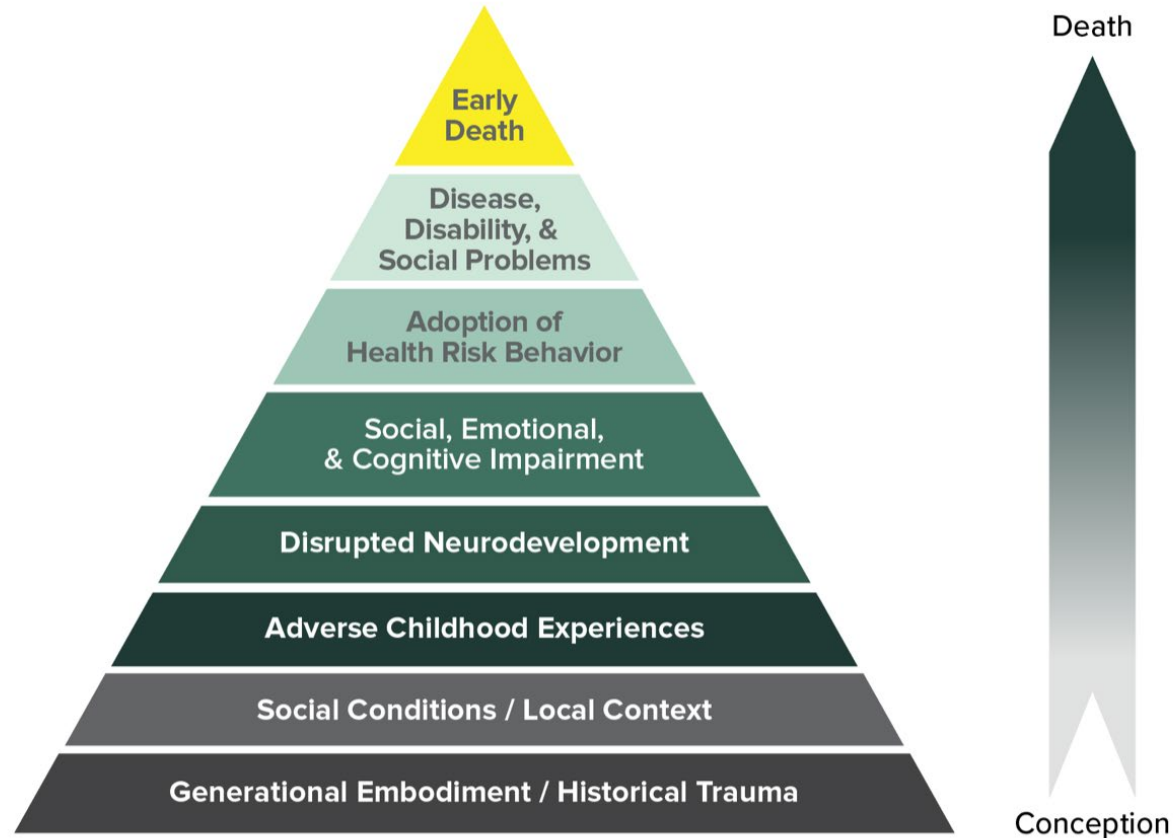 Death
Early
Death
Disease,
Disability, &
Social Problems
Adoption of
Health Risk Behavior
Social, Emotional,
& Cognitive Impairment
Disrupted Neurodevelopment
Adverse Childhood Experiences
Social Conditions / Local Context
Generational Embodiment / Historical Trauma
Conception